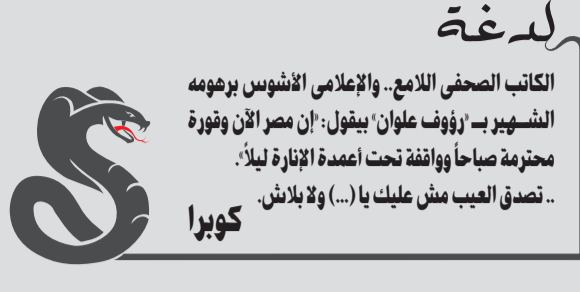 لدغة
الكاتب الصحفى اللامع.. والإعلامى الأشوس برهومه
الشهير بـ «رؤوف علوان» بيقول: «إن مصر الآن وقورة
محترمة صباحاً وواقفة تحت أعمدة الإنارة ليلاً».
.. تصدق العيب مش عليك يا (...) ولا بلاش.
كوبرا